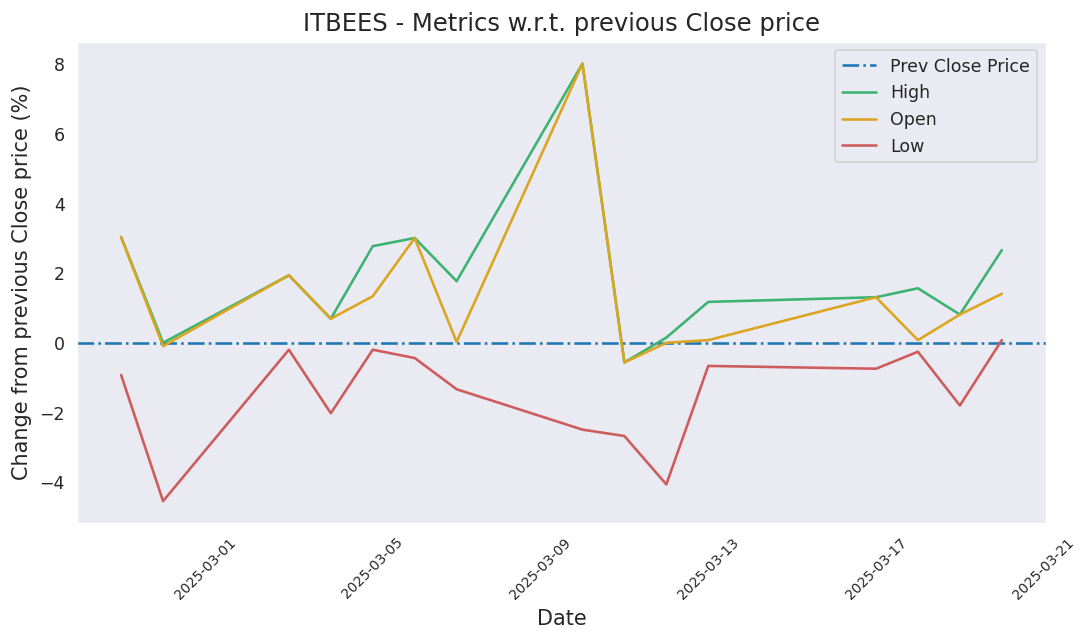 ITBEES - Metrics w.r.t. previous Close price
Change from previous Close price (%)
8
6
4
2
0
−2
−4
Prev Close Price
High
Open
Low
2025-03-01
2025-03-05
2025-03-09
2025-03-13
2025-03-17
2025-03-21
Date